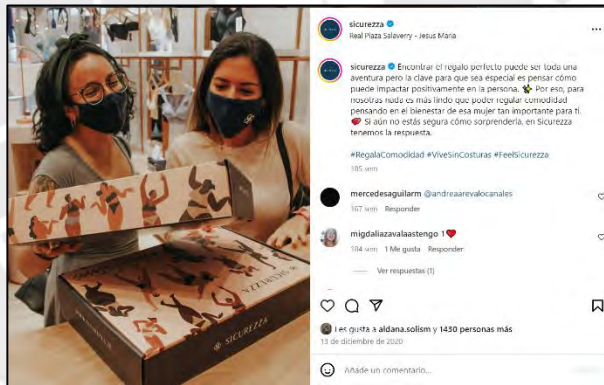 sicurezza
Real Plaza Salaverry - Jesus Maria
sicurezza Encontrar el regalo perfecto puede ser toda una
aventura pero la clave para que sea especial es pensar cómo
puede impactar positivamente en la persona. ✨ Por eso, para
nosotras nada es más lindo que poder regalar comodidad
pensando en el bienestar de esa mujer tan importante para ti.
💝 Si aún no estás segura cómo sorprenderla, en Sicurezza
tenemos la respuesta.
#RegalaComodidad #ViveSinCosturas #FeelSicurezza
185 sem
mercedesaguilarm @andreaarevalocanales
167 sem Responder
migdaliazavalaastengo 1❤️
184 sem 1 Me gusta Responder
Ver respuestas (1)
Les gusta a aldana.solism y 1430 personas más
13 de diciembre de 2020
Añade un comentario...
SICUREZZA
SICUREZZA